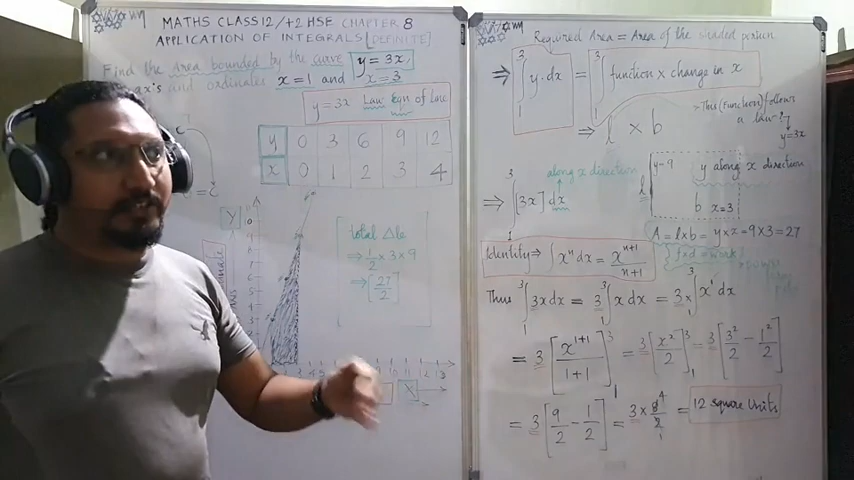 MATHS CLASS 12/+2 HSE CHAPTER 8
APPLICATION OF INTEGRALS [DEFINITE]
Find the Area bounded by the curve y = 3x,
axis and ordinates x = 1 and x = 3
y = 3x Law Eqn of line
y 0 3 6 9 12
x 0 1 2 3 4
Y
total Δle
⇒ 1/2 × 3 × 9
⇒ [27/2]
X
Required Area = Area of the shaded portion
⇒ ∫₁³ y·dx = ∫₁³ function × change in x
⇒ l × b
This (function) follows
a law?
y=3x
along x direction
⇒ ∫₁³ [3x] dx
y=9
y along x direction
l
b x=3
A = l×b = y×x = 9×3 = 27
Identify ⇒ ∫ xⁿ dx = xⁿ⁺¹/n+1
f×d = work
Thus ∫₁³ 3x dx = 3 ∫₁³ x dx = 3 × ∫₁³ x¹ dx
= 3 [x¹⁺¹/1+1]₁³ = 3 [x²/2]₁³ = 3 [3²/2 − 1²/2]
= 3 [9/2 − 1/2] = 3 × 8/2 = 12 square Units